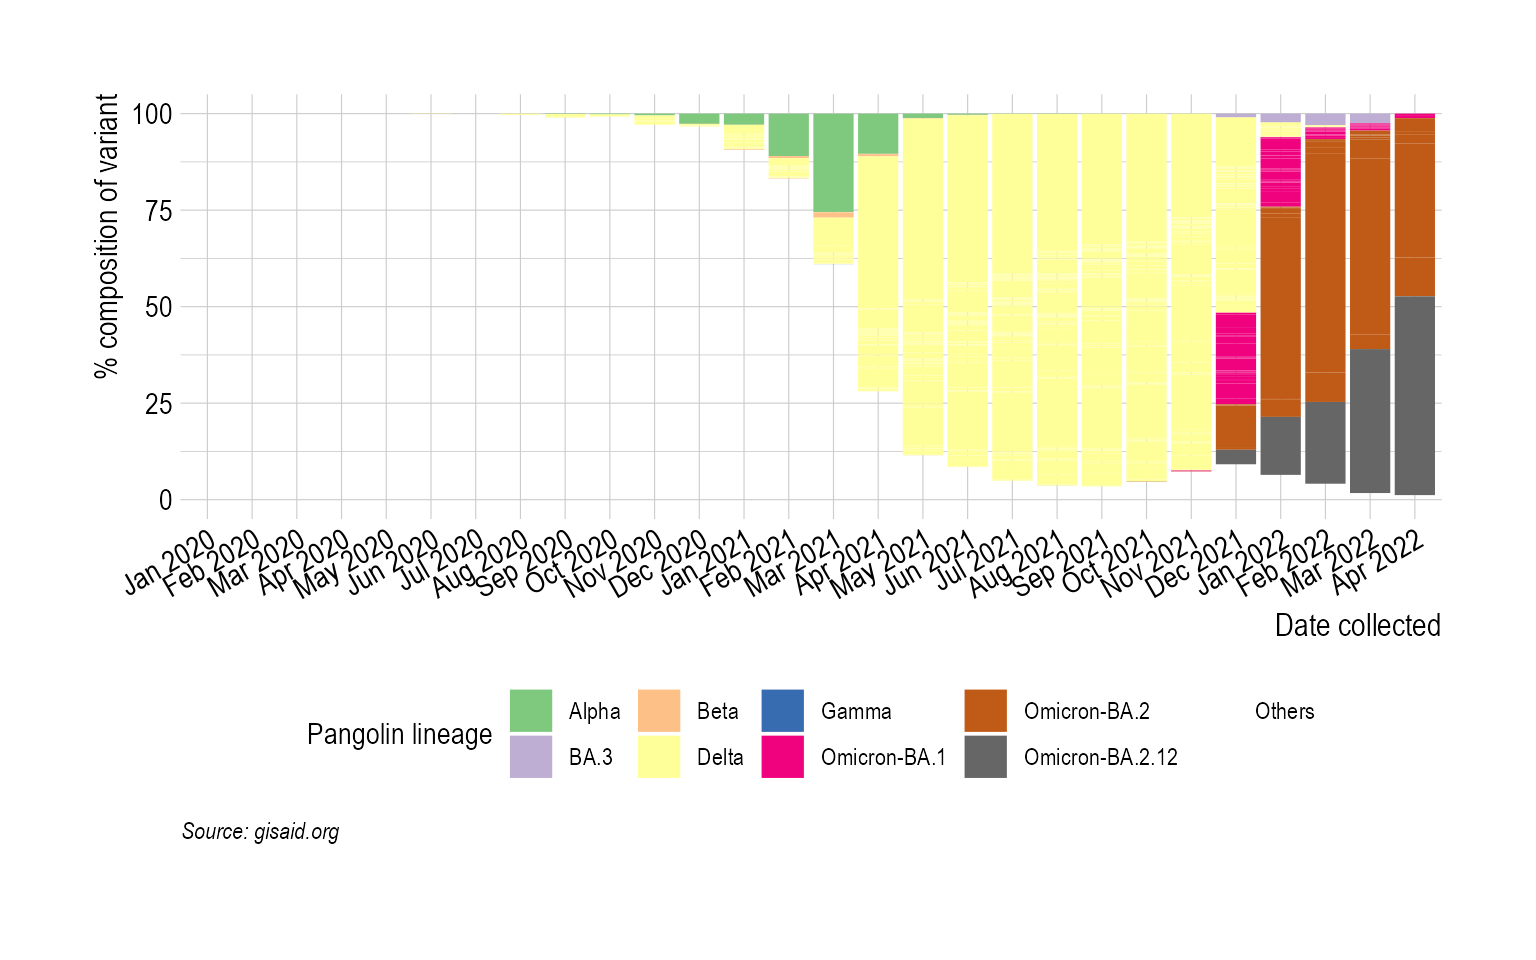 % composition of variant
100
75
50
25
0
Jan 2020
Feb 2020
Mar 2020
Apr 2020
May 2020
Jun 2020
Jul 2020
Aug 2020
Sep 2020
Oct 2020
Nov 2020
Dec 2020
Jan 2021
Feb 2021
Mar 2021
Apr 2021
May 2021
Jun 2021
Jul 2021
Aug 2021
Sep 2021
Oct 2021
Nov 2021
Dec 2021
Jan 2022
Feb 2022
Mar 2022
Apr 2022
Date collected
Pangolin lineage
Alpha Beta Gamma Omicron-BA.2 Others
BA.3 Delta Omicron-BA.1 Omicron-BA.2.12
Source: gisaid.org